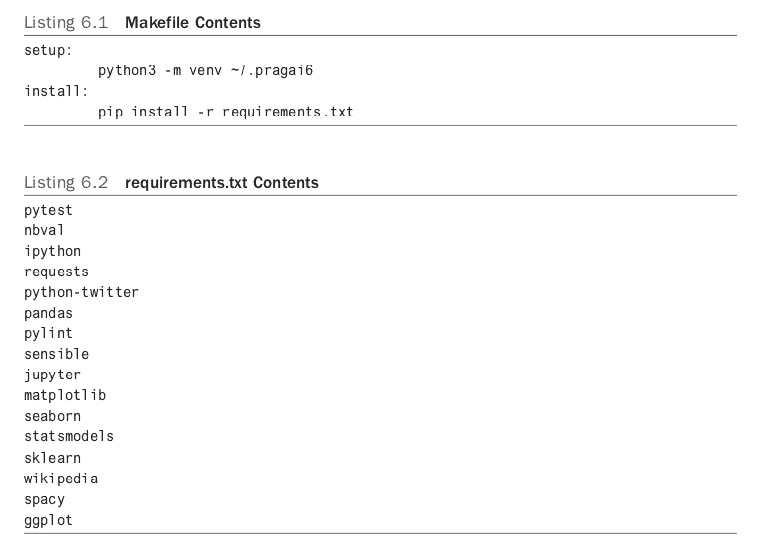 Listing 6.1 Makefile Contents
setup:
python3 -m venv ~/.pragai6
install:
pip install -r requirements.txt
Listing 6.2 requirements.txt Contents
pytest
nbval
ipython
requests
python-twitter
pandas
pylint
sensible
jupyter
matplotlib
seaborn
statsmodels
sklearn
wikipedia
spacy
ggplot